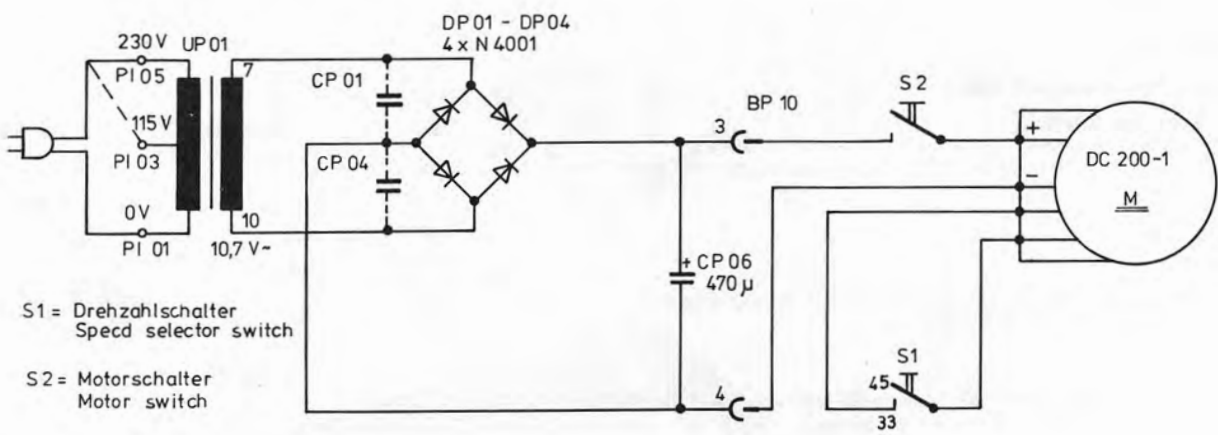 DP 01 - DP 04
4 x N 4001
230 V
UP 01
PI 05
7
CP 01
115 V
PI 03
CP 04
0V
PI 01
10
10,7 V~
BP 10
3
S 2
+
-
DC 200-1
M
+ CP 06
470 µ
4
S1
45
33
S1 = Drehzahlschalter
Specd selector switch
S2 = Motorschalter
Motor switch